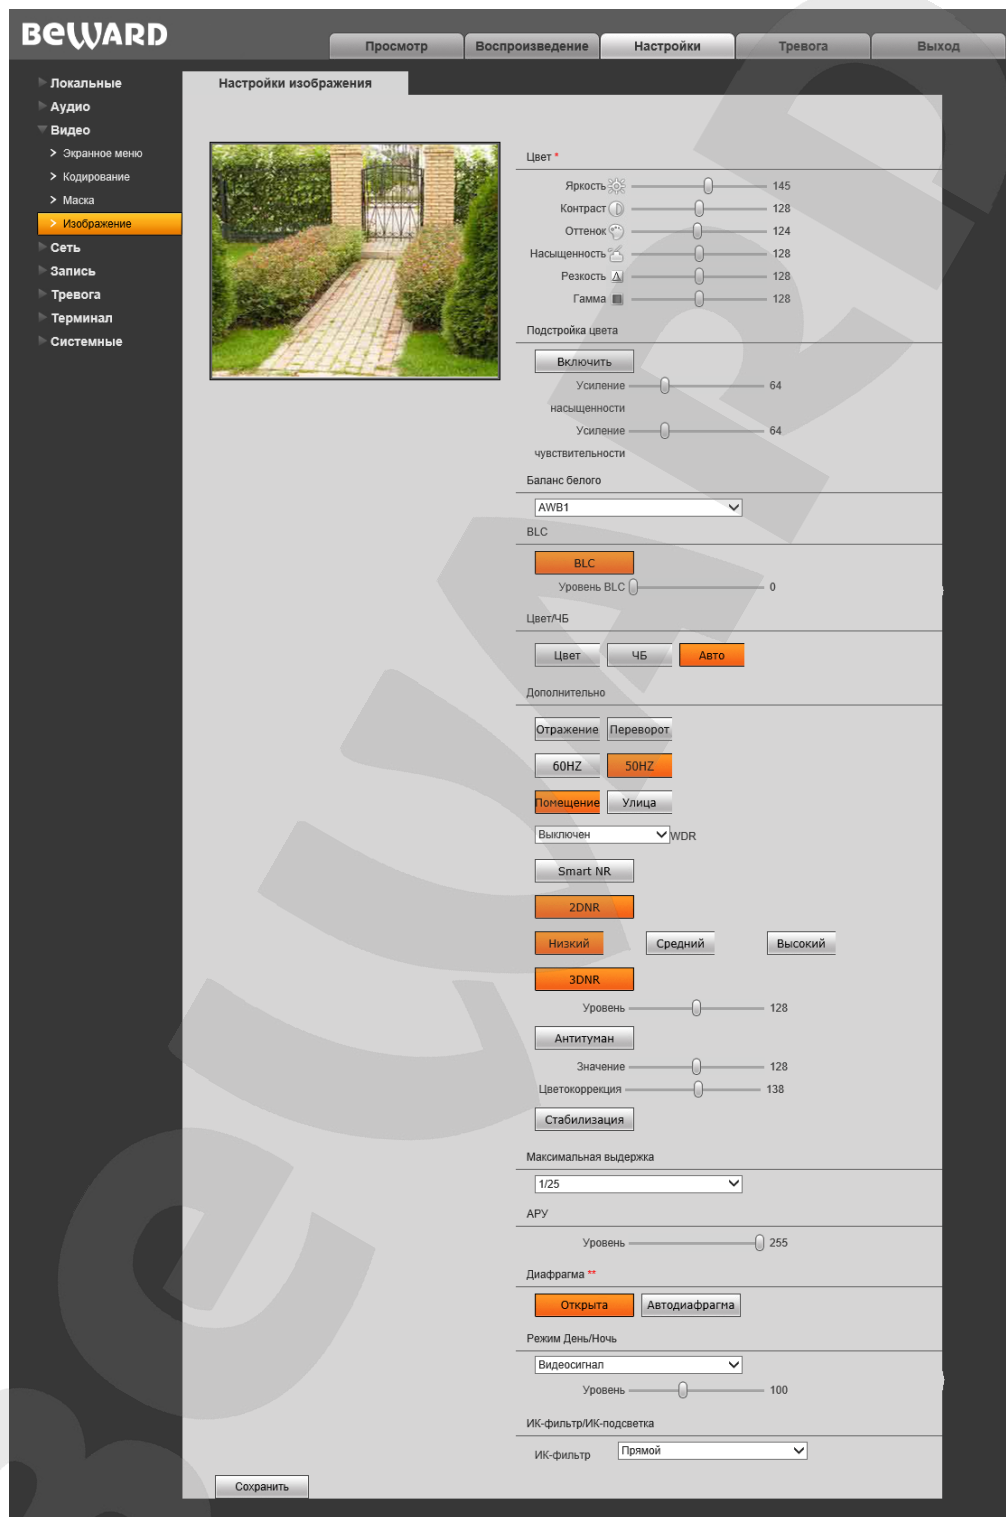 BEWARD
Просмотр Воспроизведение Настройки Тревога Выход
Локальные
Аудио
Видео
> Экранное меню
> Кодирование
> Маска
> Изображение
Сеть
Запись
Тревога
Терминал
Системные
Настройки изображения
Цвет *
Яркость 145
Контраст 128
Оттенок 124
Насыщенность 128
Резкость 128
Гамма 128
Подстройка цвета
Включить
Усиление 64
насыщенности
Усиление 64
чувствительности
Баланс белого
AWB1
BLC
BLC
Уровень BLC 0
Цвет/ЧБ
Цвет ЧБ Авто
Дополнительно
Отражение Переворот
60HZ 50HZ
Помещение Улица
Выключен WDR
Smart NR
2DNR
Низкий Средний Высокий
3DNR
Уровень 128
Антитуман
Значение 128
Цветокоррекция 138
Стабилизация
Максимальная выдержка
1/25
АРУ
Уровень 255
Диафрагма **
Открыта Автодиафрагма
Режим День/Ночь
Видеосигнал
Уровень 100
ИК-фильтр/ИК-подсветка
ИК-фильтр Прямой
Сохранить
BEWARD